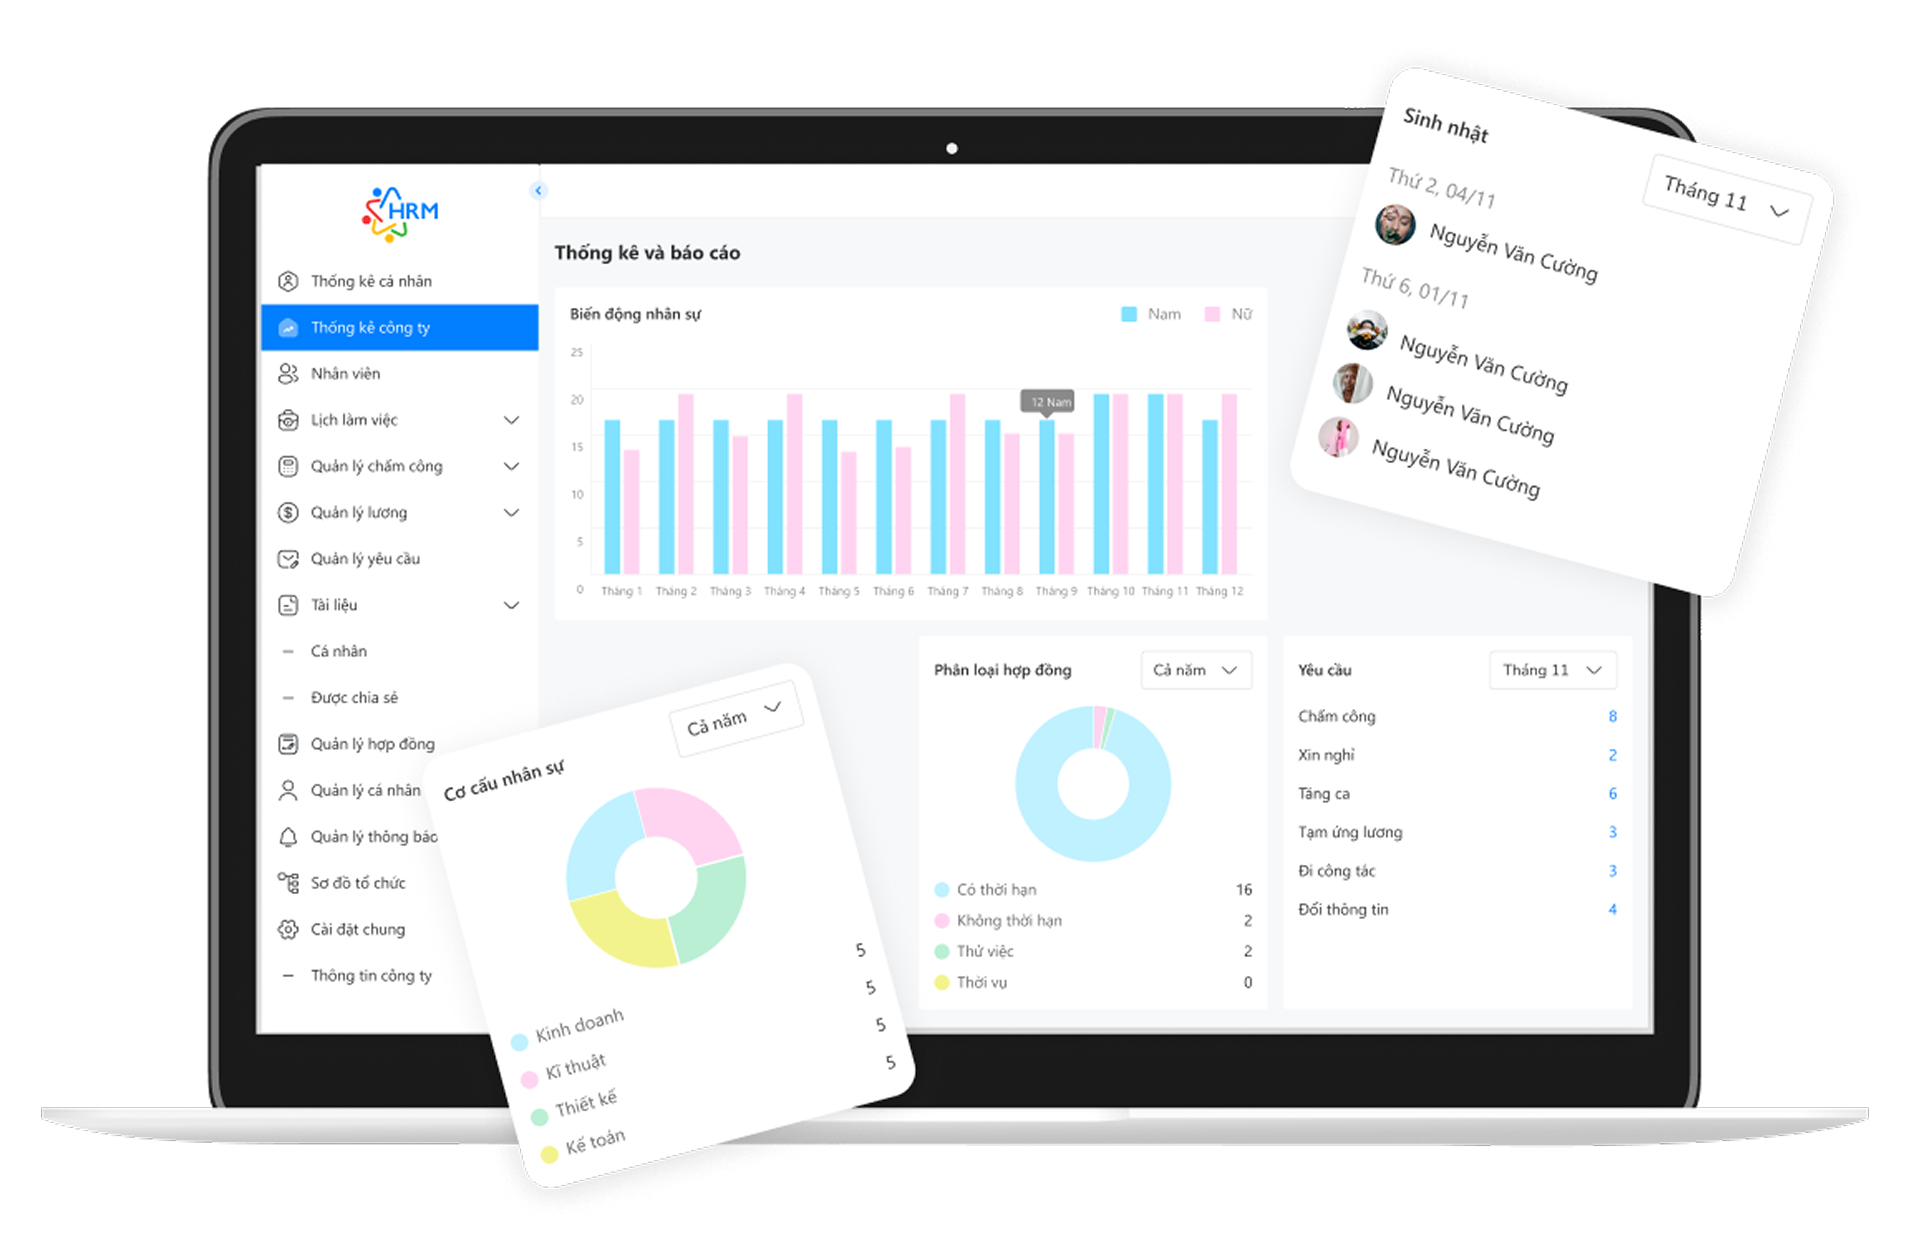 HRM
Thống kê cá nhân
Thống kê công ty
Nhân viên
Lịch làm việc
Quản lý chấm công
Quản lý lương
Quản lý yêu cầu
Tài liệu
Cá nhân
Được chia sẻ
Quản lý hợp đồng
Quản lý cá nhân
Quản lý thông báo
Sơ đồ tổ chức
Cài đặt chung
Thông tin công ty
Thống kê và báo cáo
Biến động nhân sự
Nam
Nữ
25
20
15
10
5
0
12 Nam
Tháng 1 Tháng 2 Tháng 3 Tháng 4 Tháng 5 Tháng 6 Tháng 7 Tháng 8 Tháng 9 Tháng 10 Tháng 11 Tháng 12
Sinh nhật
Tháng 11
Thứ 2, 04/11
Nguyễn Văn Cường
Thứ 6, 01/11
Nguyễn Văn Cường
Nguyễn Văn Cường
Nguyễn Văn Cường
Cơ cấu nhân sự
Cả năm
Kinh doanh 5
Kĩ thuật 5
Thiết kế 5
Kế toán 5
Phân loại hợp đồng
Cả năm
Có thời hạn 16
Không thời hạn 2
Thử việc 2
Thời vụ 0
Yêu cầu
Tháng 11
Chấm công 8
Xin nghỉ 2
Tăng ca 6
Tạm ứng lương 3
Đi công tác 3
Đổi thông tin 4